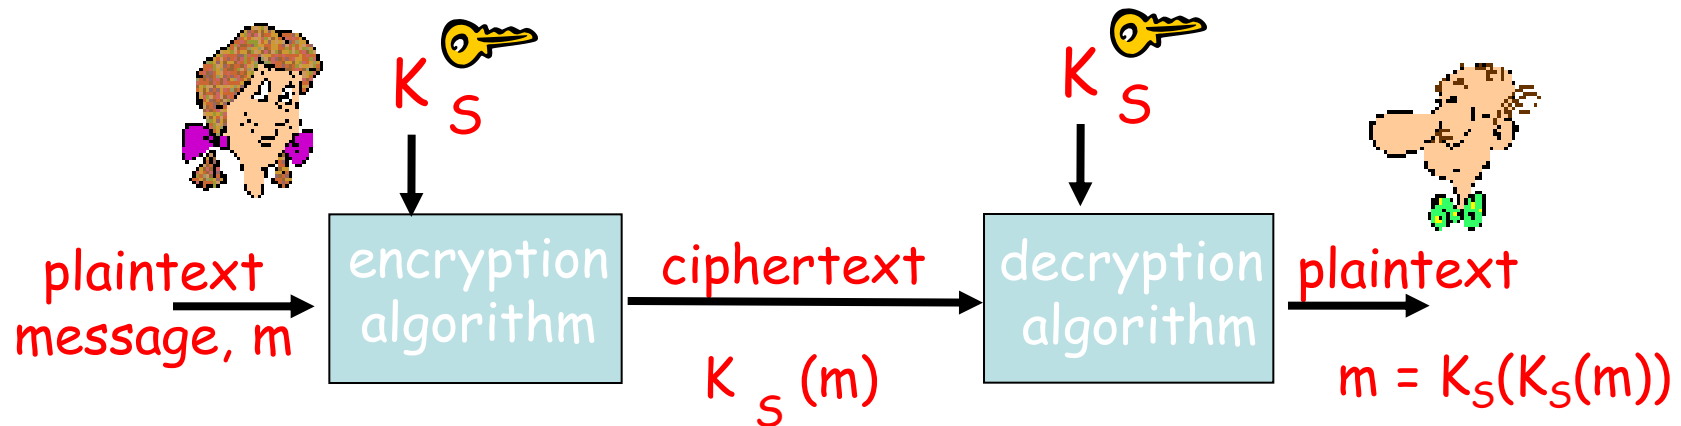 K S
K S
plaintext
message, m
encryption
algorithm
ciphertext
K S (m)
decryption
algorithm
plaintext
m = KS(KS(m))